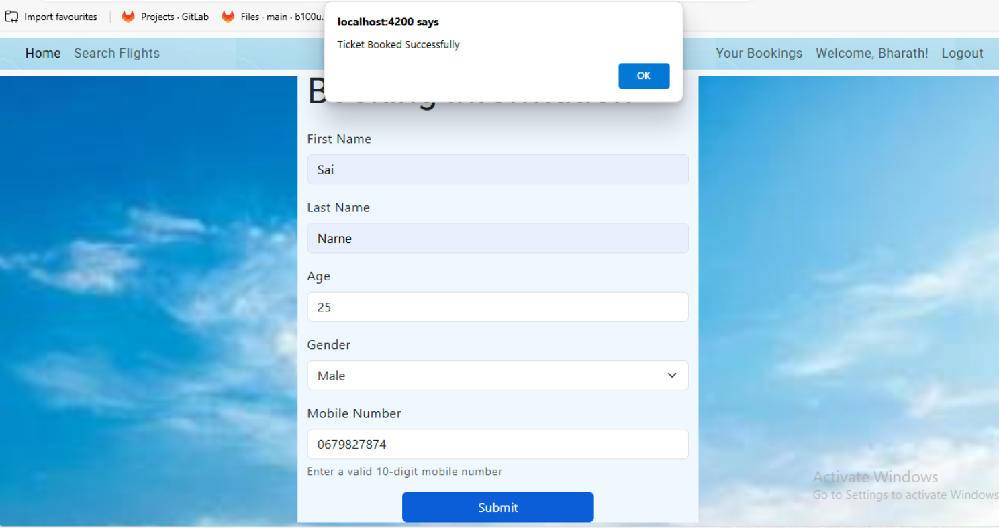 Import favourites
Projects · GitLab
Files · main · b100u.
localhost:4200 says
Ticket Booked Successfully
OK
Home
Search Flights
Your Bookings
Welcome, Bharath!
Logout
First Name
Sai
Last Name
Narne
Age
25
Gender
Male
Mobile Number
0679827874
Enter a valid 10-digit mobile number
Submit
Activate Windows
Go to Settings to activate Windows